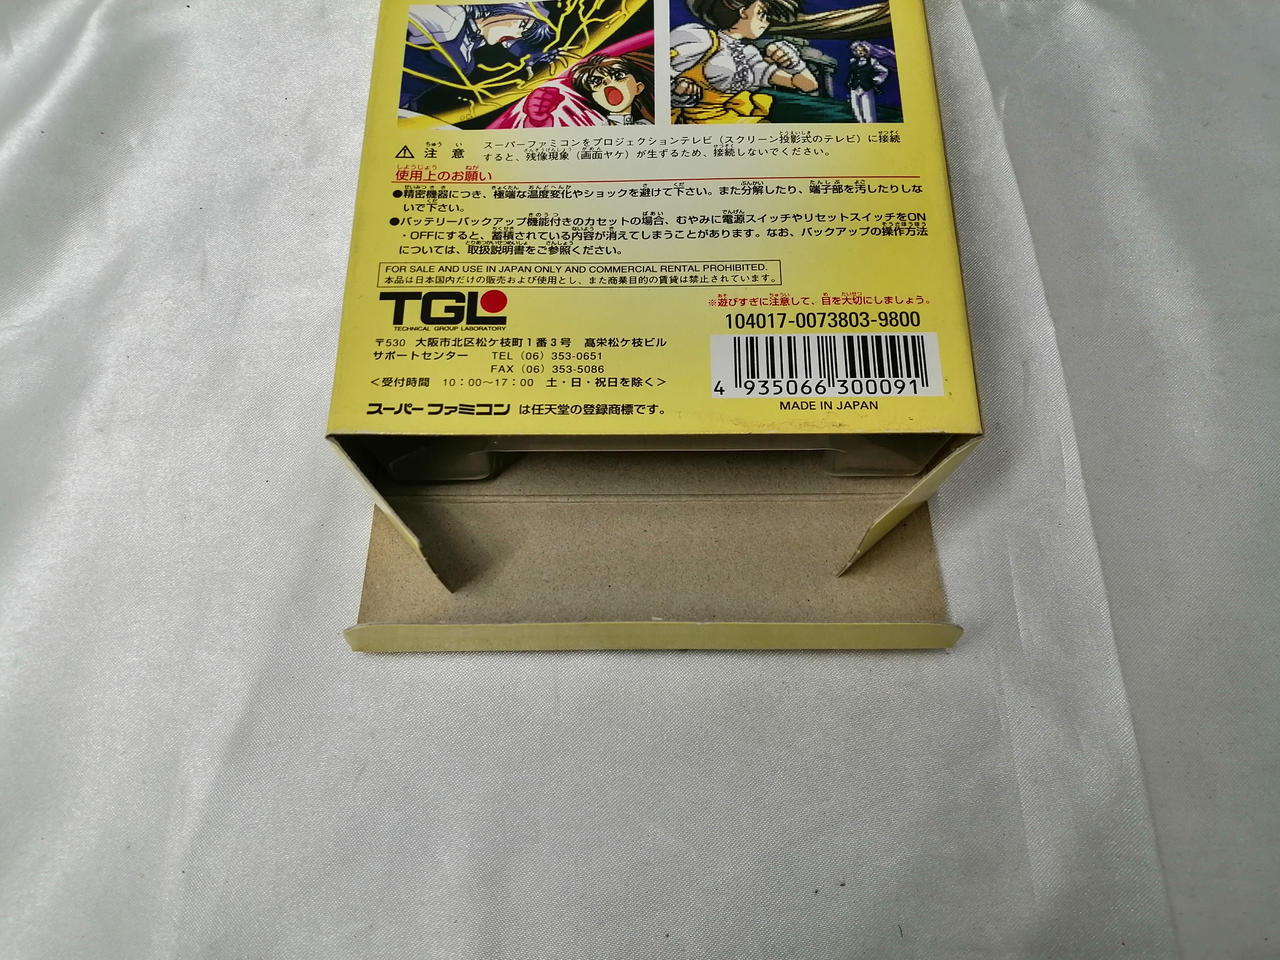 ⚠ 注意 スーパーファミコンをプロジェクションテレビ（スクリーン投影式のテレビ）に接続
すると、残像現象（画面ヤケ）が生ずるため、接続しないでください。
使用上のお願い
●精密機器につき、極端な温度変化やショックを避けて下さい。また分解したり、端子部を汚したりしな
いで下さい。
●バッテリーバックアップ機能付きのカセットの場合、むやみに電源スイッチやリセットスイッチをON
・OFFにすると、蓄積されている内容が消えてしまうことがあります。なお、バックアップの操作方法
については、取扱説明書をご参照ください。
FOR SALE AND USE IN JAPAN ONLY AND COMMERCIAL RENTAL PROHIBITED.
本品は日本国内だけの販売および使用とし、また商業目的の賃貸は禁止されています。
TGL
TECHNICAL GROUP LABORATORY
〒530 大阪市北区松ケ枝町1番3号 高栄松ケ枝ビル
サポートセンター TEL（06）353-0651
FAX（06）353-5086
＜受付時間 10：00〜17：00 土・日・祝日を除く＞
スーパーファミコン は任天堂の登録商標です。
※遊びすぎに注意して、目を大切にしましょう。
104017-0073803-9800
4 935066 300091
MADE IN JAPAN